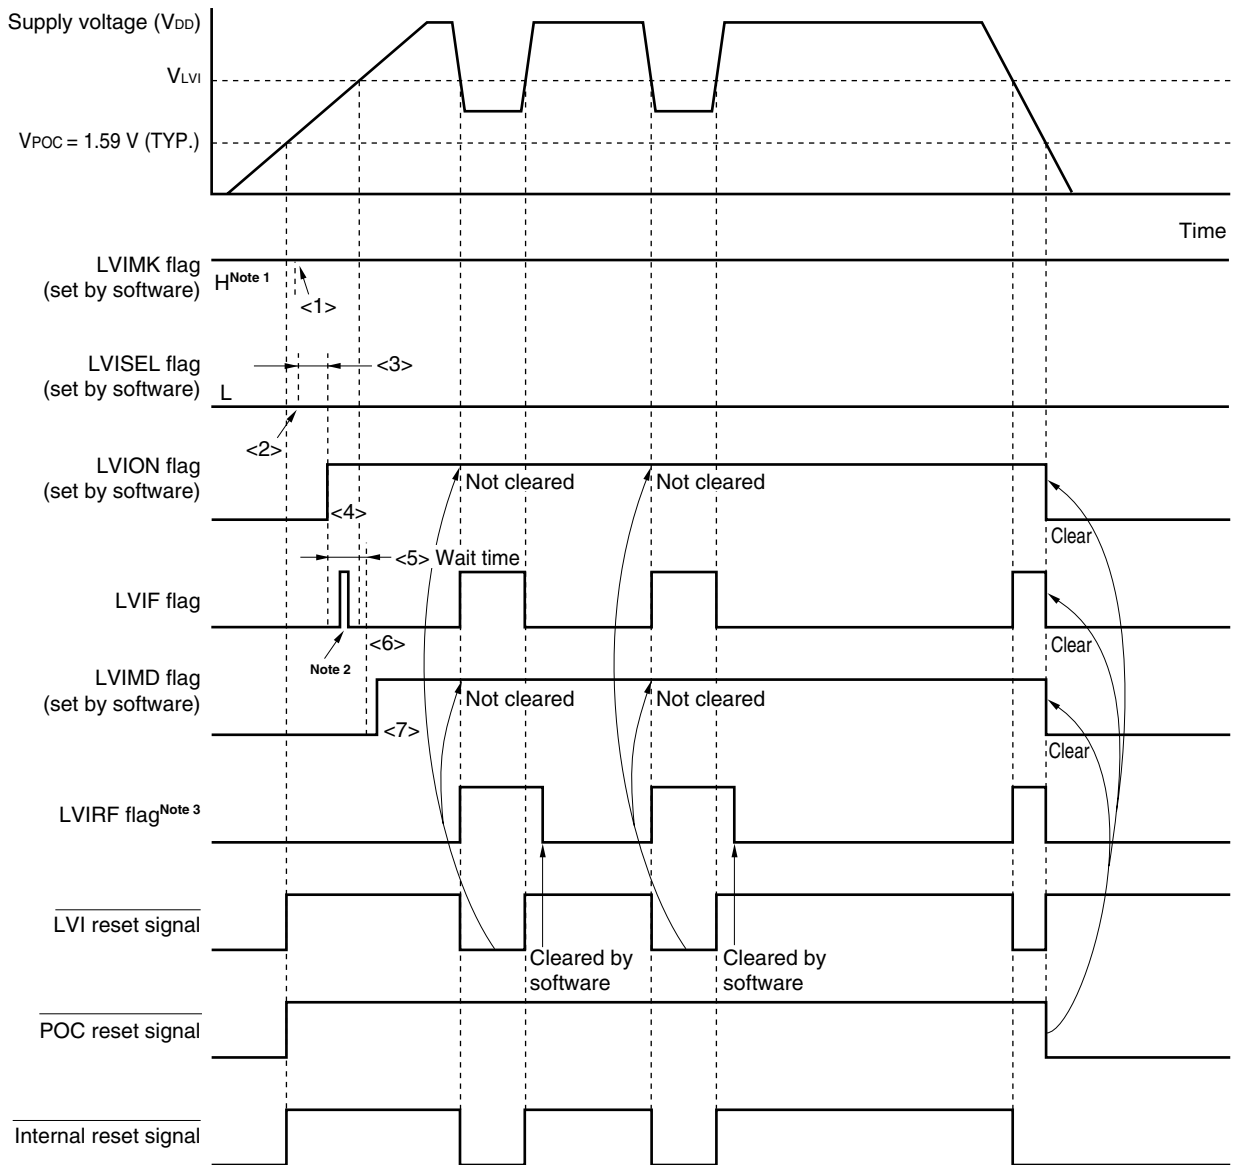 Supply voltage (VDD)
VLVI
VPOC = 1.59 V (TYP.)
Time
LVIMK flag
(set by software)
HNote 1
<1>
LVISEL flag
(set by software)
<3>
L
<2>
LVION flag
(set by software)
Not cleared
Not cleared
<4>
Clear
<5> Wait time
LVIF flag
<6>
Note 2
Clear
LVIMD flag
(set by software)
Not cleared
Not cleared
<7>
Clear
LVIRF flagNote 3
LVI reset signal
Cleared by
software
Cleared by
software
POC reset signal
Internal reset signal